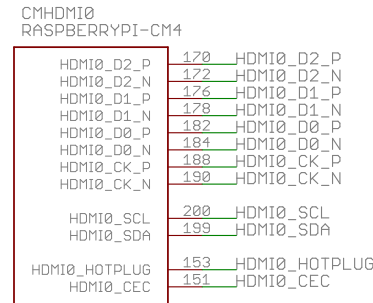 CMHDMI0
RASPBERRYPI-CM4
HDMI0_D2_P 170 HDMI0_D2_P
HDMI0_D2_N 172 HDMI0_D2_N
HDMI0_D1_P 176 HDMI0_D1_P
HDMI0_D1_N 178 HDMI0_D1_N
HDMI0_D0_P 182 HDMI0_D0_P
HDMI0_D0_N 184 HDMI0_D0_N
HDMI0_CK_P 188 HDMI0_CK_P
HDMI0_CK_N 190 HDMI0_CK_N
HDMI0_SCL 200 HDMI0_SCL
HDMI0_SDA 199 HDMI0_SDA
HDMI0_HOTPLUG 153 HDMI0_HOTPLUG
HDMI0_CEC 151 HDMI0_CEC